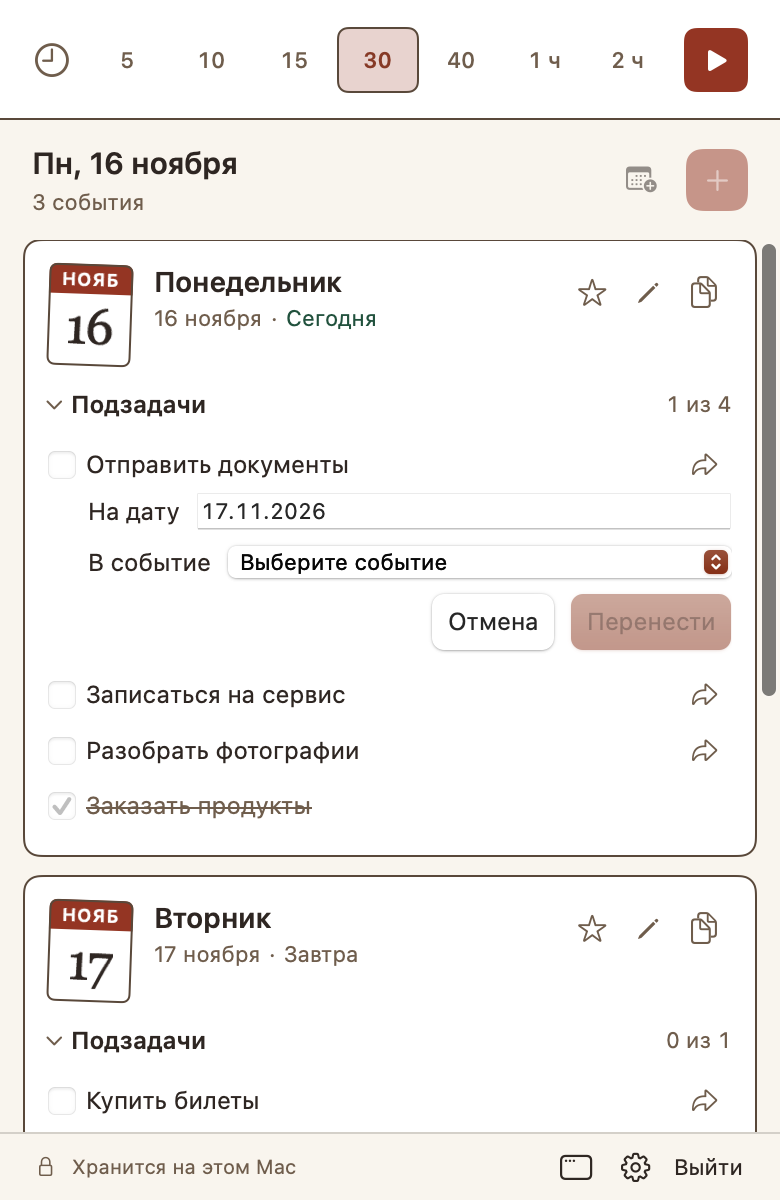 5 10 15 30 40 1 ч 2 ч
Пн, 16 ноября
3 события
НОЯБ
16
Понедельник
16 ноября · Сегодня
Подзадачи 1 из 4
Отправить документы
На дату 17.11.2026
В событие Выберите событие
Отмена Перенести
Записаться на сервис
Разобрать фотографии
Заказать продукты
НОЯБ
17
Вторник
17 ноября · Завтра
Подзадачи 0 из 1
Купить билеты
Хранится на этом Mac Выйти